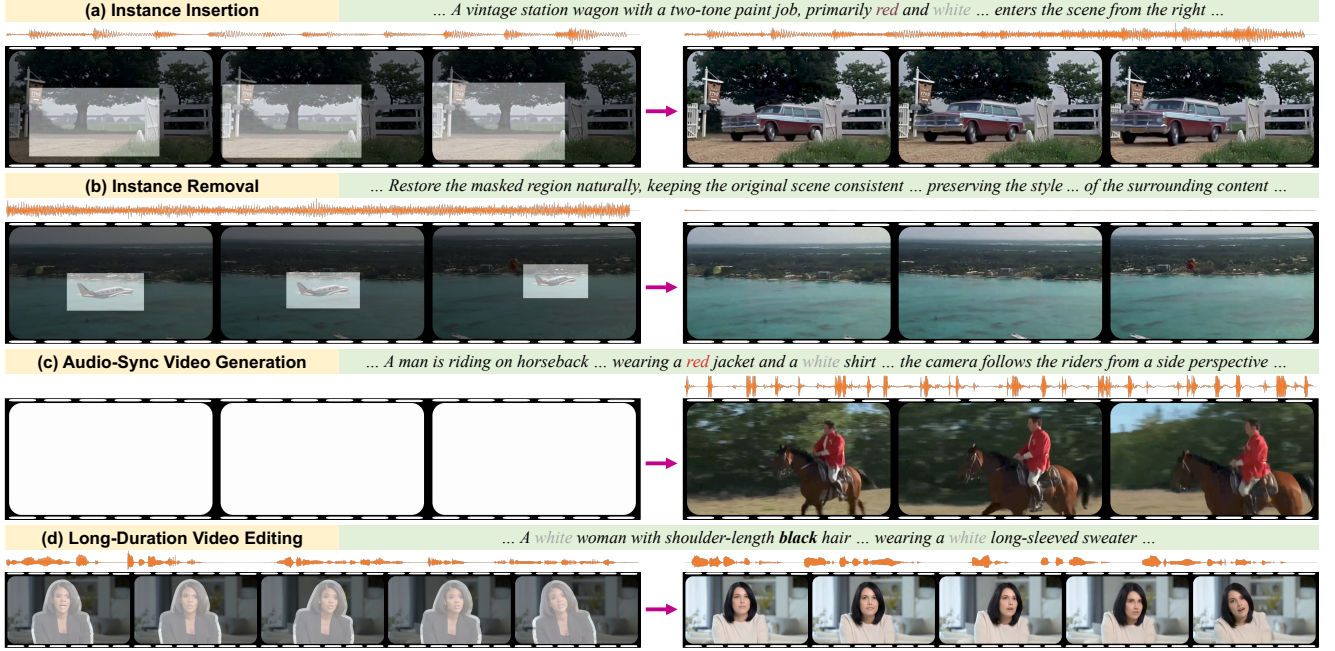 (a) Instance Insertion
... A vintage station wagon with a two-tone paint job, primarily red and white ... enters the scene from the right ...
(b) Instance Removal
... Restore the masked region naturally, keeping the original scene consistent ... preserving the style ... of the surrounding content ...
(c) Audio-Sync Video Generation
... A man is riding on horseback ... wearing a red jacket and a white shirt ... the camera follows the riders from a side perspective ...
(d) Long-Duration Video Editing
... A white woman with shoulder-length black hair ... wearing a white long-sleeved sweater ...